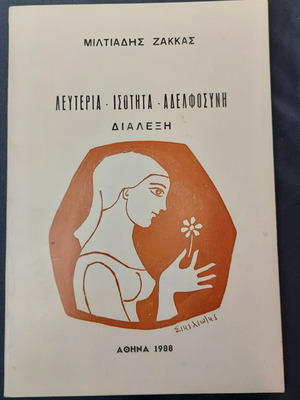 ΜΙΛΤΙΑΔΗΣ ΖΑΚΚΑΣ
ΛΕΥΤΕΡΙΑ · ΙΣΟΤΗΤΑ · ΑΔΕΛΦΟΣΥΝΗ
ΔΙΑΛΕΞΗ
ΑΘΗΝΑ 1988